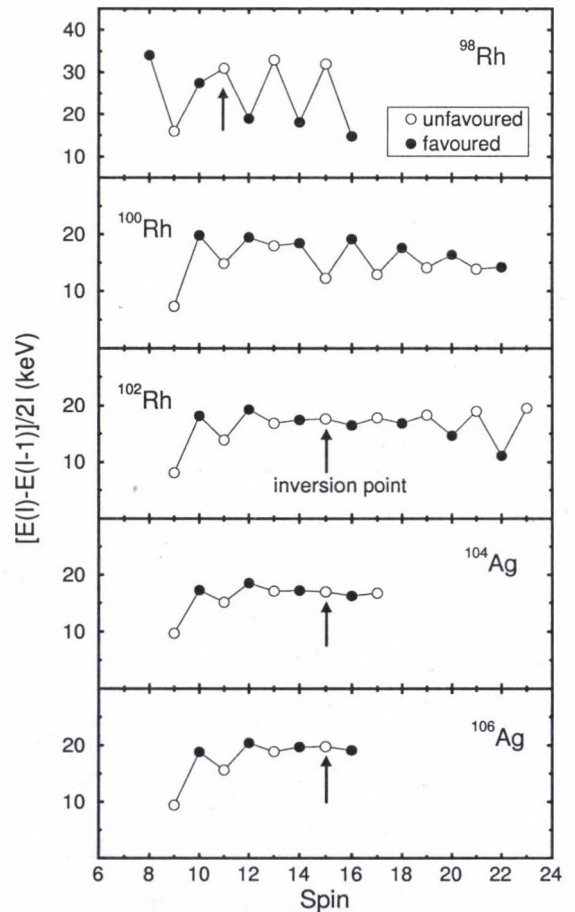 40
30
20
10
⁹⁸Rh
○ unfavoured
● favoured
20
10
¹⁰⁰Rh
20
10
¹⁰²Rh
inversion point
20
10
¹⁰⁴Ag
20
10
¹⁰⁶Ag
6 8 10 12 14 16 18 20 22 24
Spin
[E(I)-E(I-1)]/2I (keV)